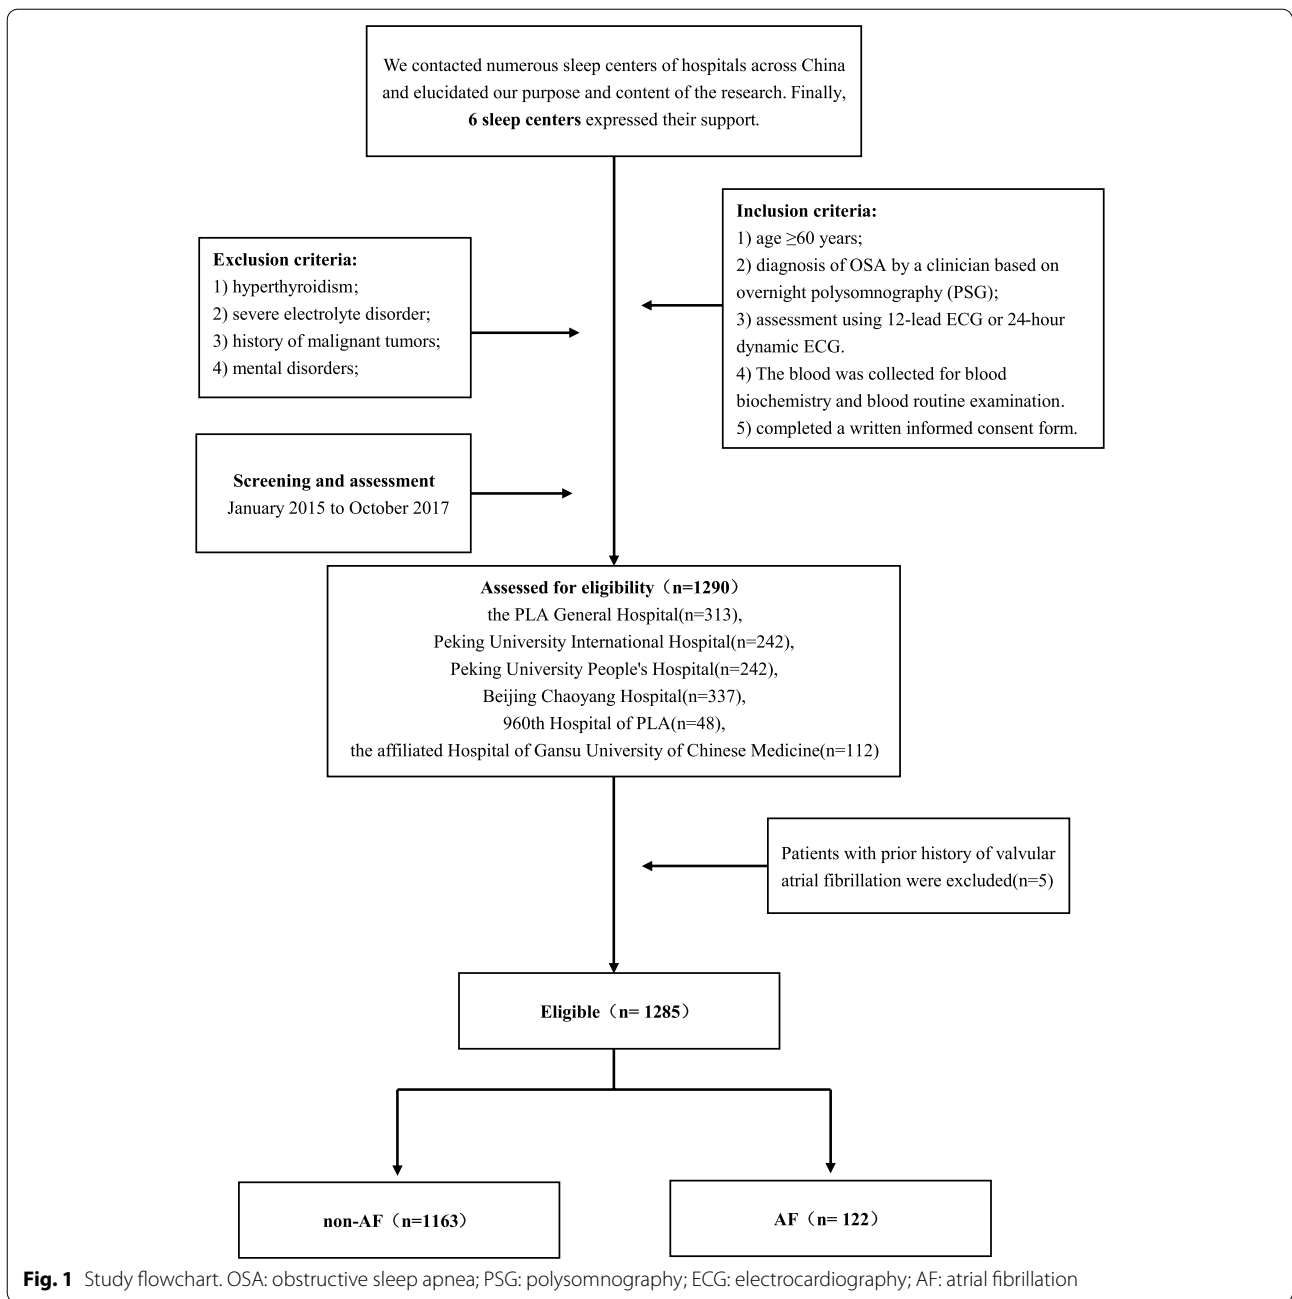 We contacted numerous sleep centers of hospitals across China
and elucidated our purpose and content of the research. Finally,
6 sleep centers expressed their support.
Inclusion criteria:
1) age ≥60 years;
2) diagnosis of OSA by a clinician based on
overnight polysomnography (PSG);
3) assessment using 12-lead ECG or 24-hour
dynamic ECG.
4) The blood was collected for blood
biochemistry and blood routine examination.
5) completed a written informed consent form.
Exclusion criteria:
1) hyperthyroidism;
2) severe electrolyte disorder;
3) history of malignant tumors;
4) mental disorders;
Screening and assessment
January 2015 to October 2017
Assessed for eligibility（n=1290）
the PLA General Hospital(n=313),
Peking University International Hospital(n=242),
Peking University People's Hospital(n=242),
Beijing Chaoyang Hospital(n=337),
960th Hospital of PLA(n=48),
the affiliated Hospital of Gansu University of Chinese Medicine(n=112)
Patients with prior history of valvular
atrial fibrillation were excluded(n=5)
Eligible（n= 1285）
non-AF（n=1163）
AF（n= 122）
Fig. 1 Study flowchart. OSA: obstructive sleep apnea; PSG: polysomnography; ECG: electrocardiography; AF: atrial fibrillation